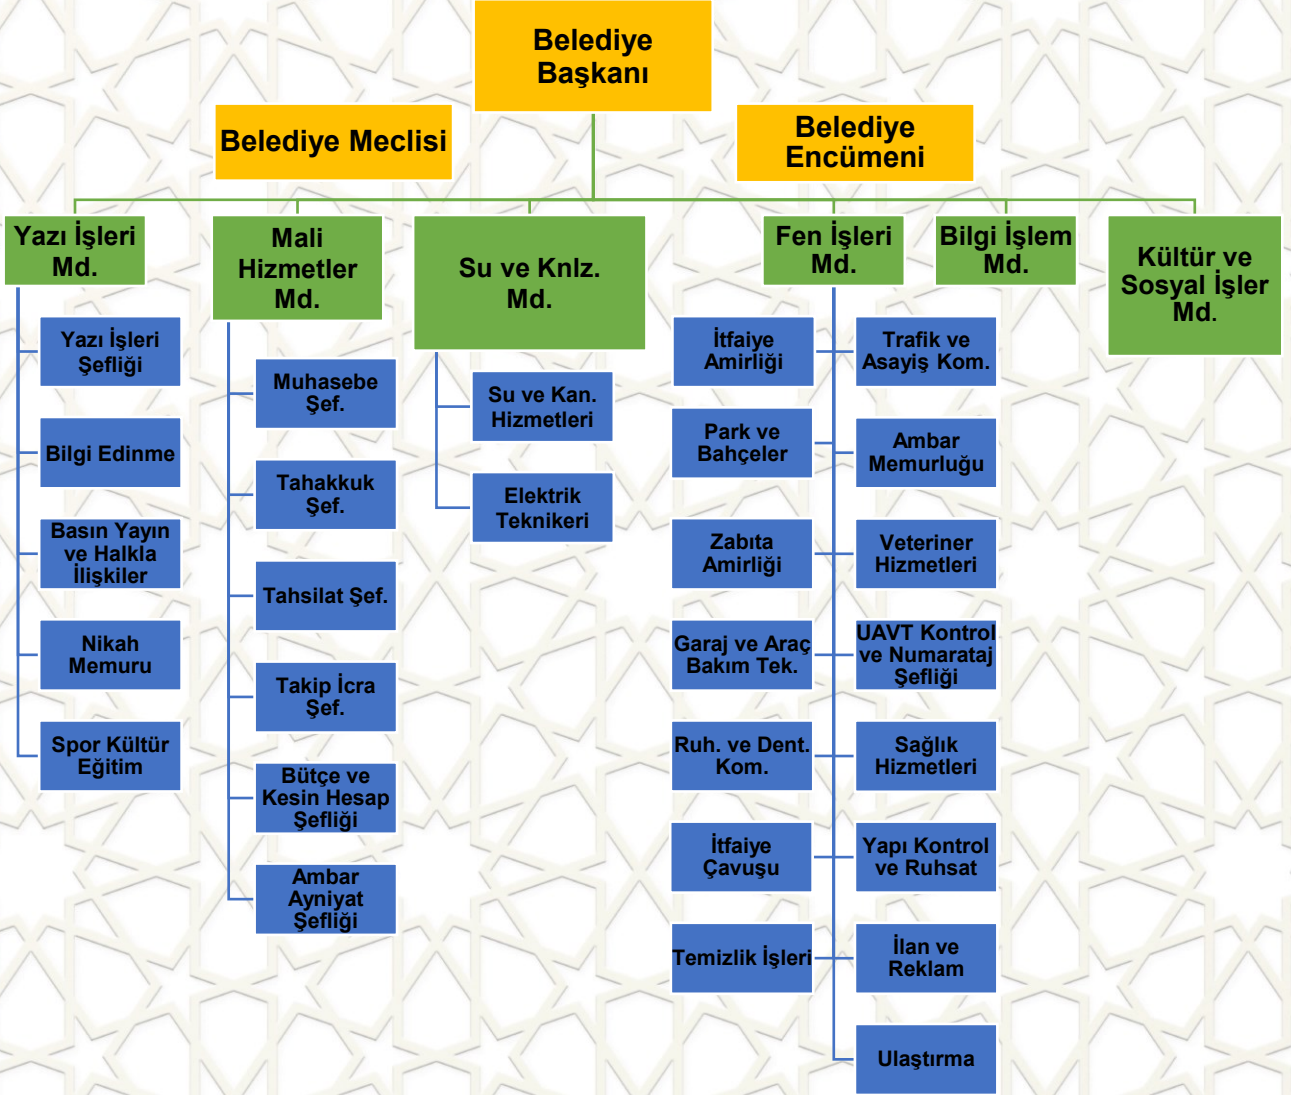 Belediye
Başkanı
Belediye Meclisi
Belediye
Encümeni
Yazı İşleri
Md.
Yazı İşleri
Şefliği
Bilgi Edinme
Basın Yayın
ve Halkla
İlişkiler
Nikah
Memuru
Spor Kültür
Eğitim
Mali
Hizmetler
Md.
Muhasebe
Şef.
Tahakkuk
Şef.
Tahsilat Şef.
Takip İcra
Şef.
Bütçe ve
Kesin Hesap
Şefliği
Ambar
Ayniyat
Şefliği
Su ve Knlz.
Md.
Su ve Kan.
Hizmetleri
Elektrik
Teknikeri
Fen İşleri
Md.
İtfaiye
Amirliği
Trafik ve
Asayiş Kom.
Park ve
Bahçeler
Ambar
Memurluğu
Zabıta
Amirliği
Veteriner
Hizmetleri
Garaj ve Araç
Bakım Tek.
UAVT Kontrol
ve Numarataj
Şefliği
Ruh. ve Dent.
Kom.
Sağlık
Hizmetleri
İtfaiye
Çavuşu
Yapı Kontrol
ve Ruhsat
Temizlik İşleri
İlan ve
Reklam
Ulaştırma
Bilgi İşlem
Md.
Kültür ve
Sosyal İşler
Md.